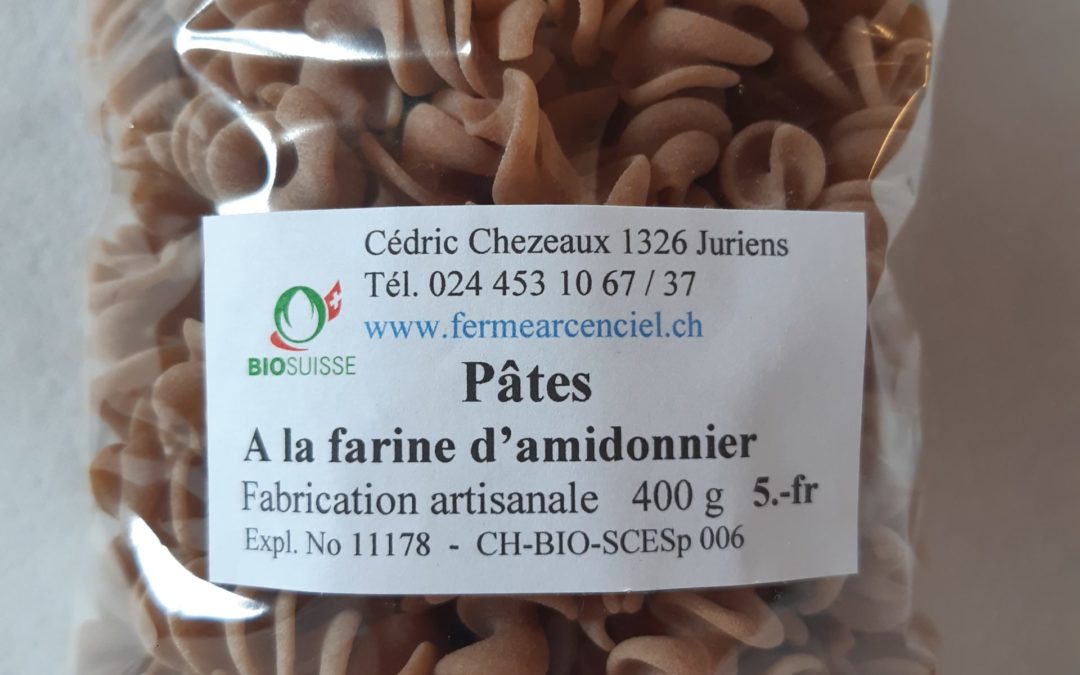 Cédric Chezeaux 1326 Juriens
Tél. 024 453 10 67 / 37
www.fermearcenciel.ch
BIOSUISSE
Pâtes
A la farine d’amidonnier
Fabrication artisanale 400 g 5.-fr
Expl. No 11178 - CH-BIO-SCESp 006